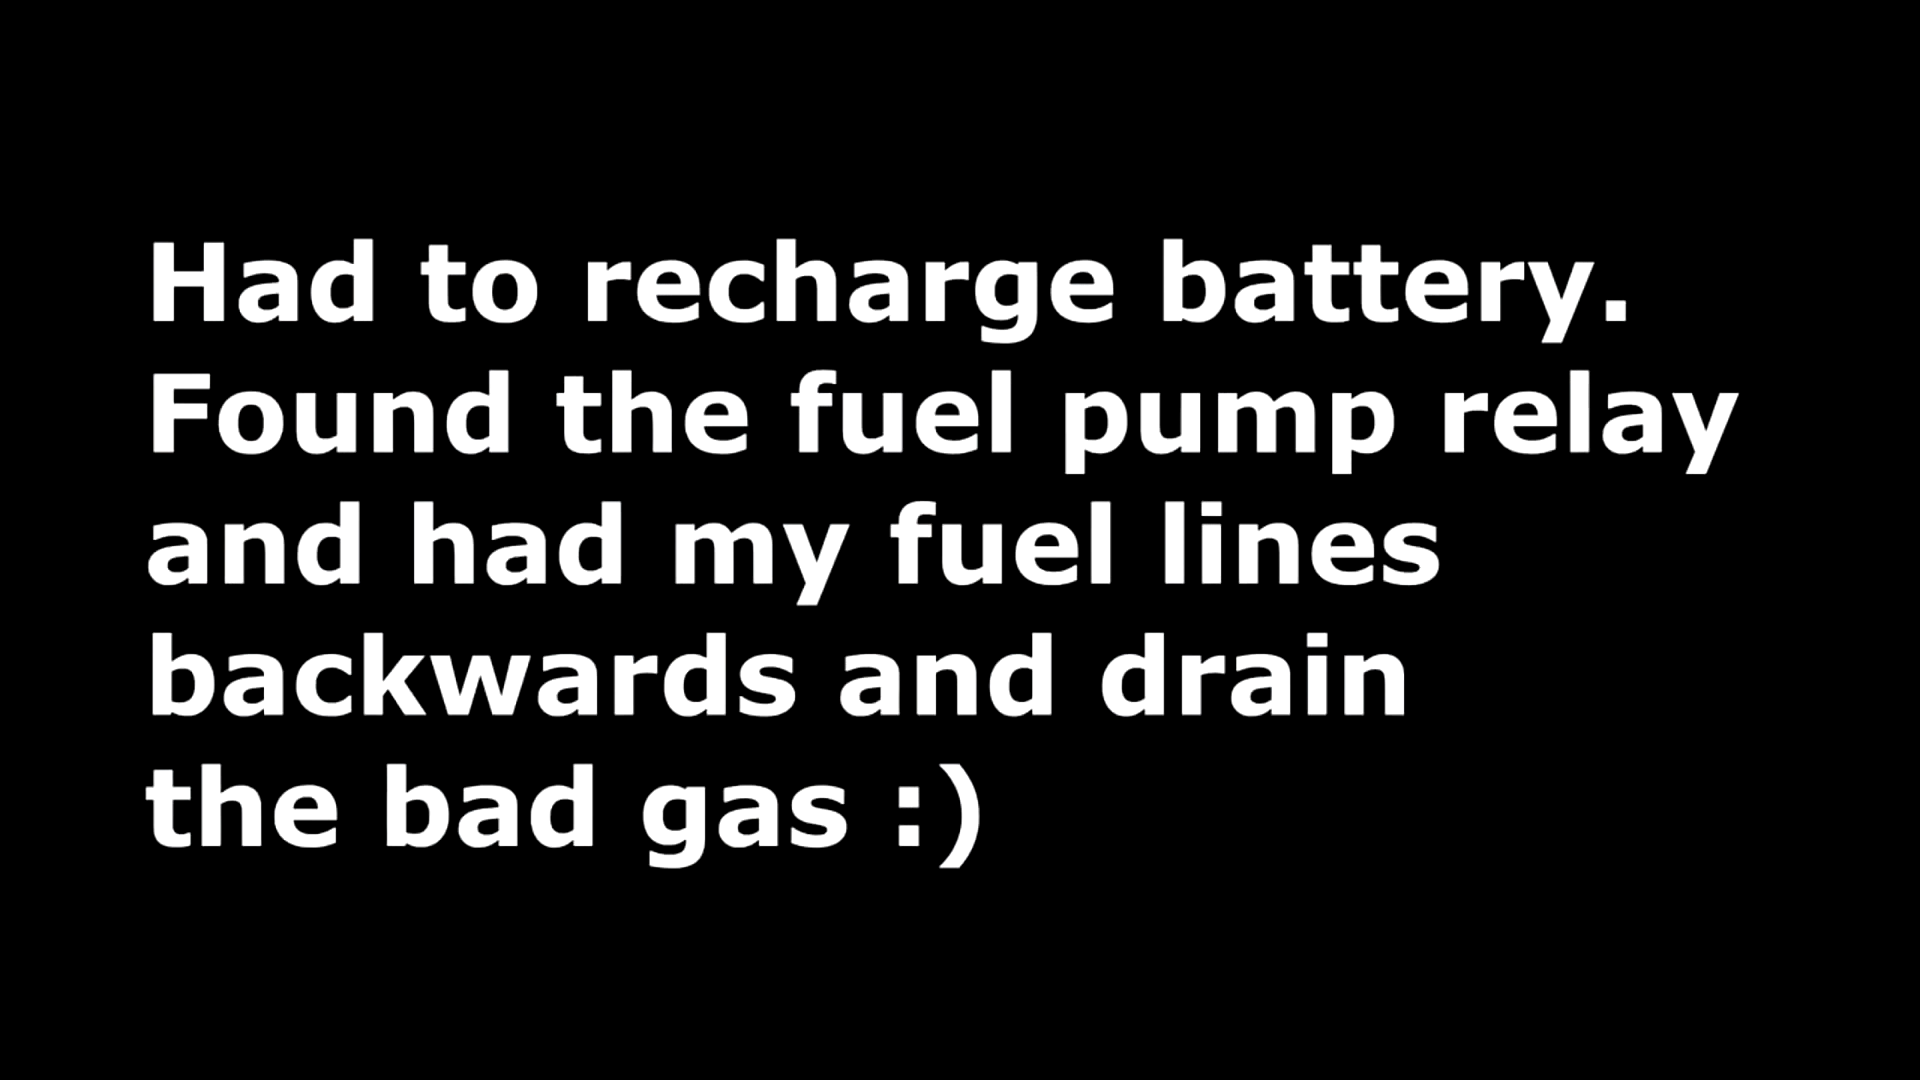 Had to recharge battery.
Found the fuel pump relay
and had my fuel lines
backwards and drain
the bad gas :)